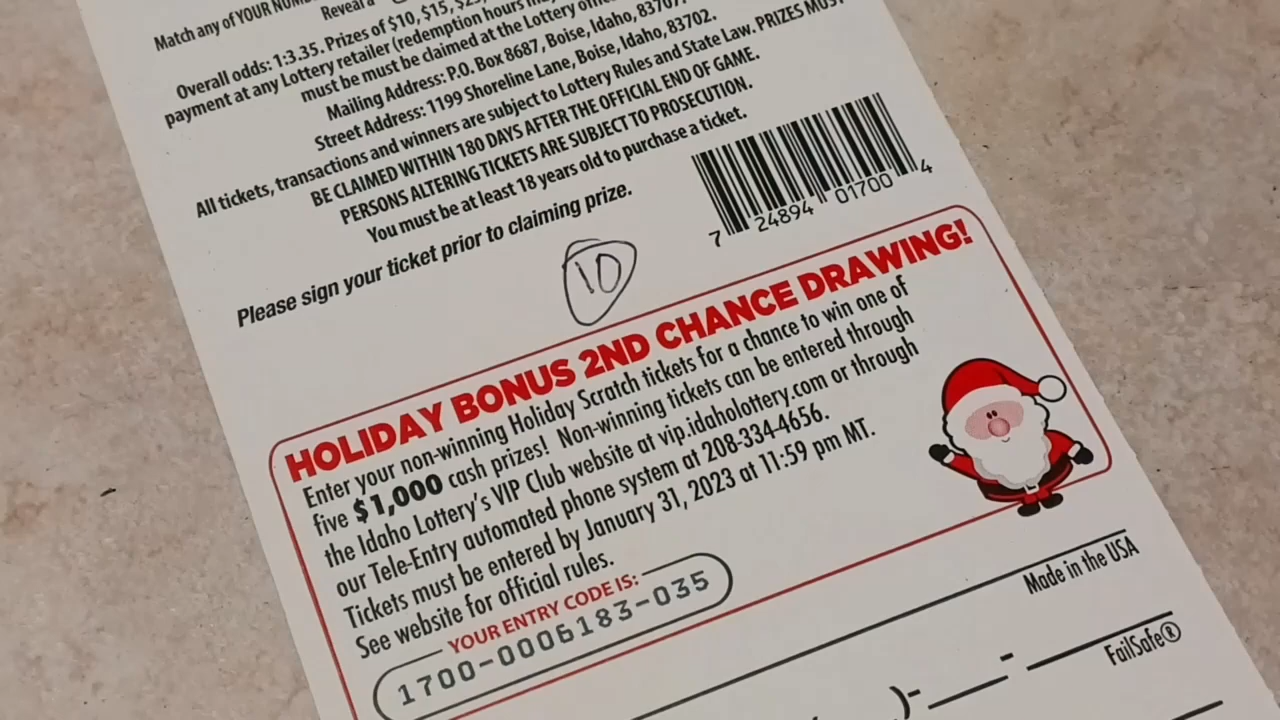 Match any of YOUR
Reveal a
Overall odds: 1:3.35. Prizes of $10, $15,
payment at any Lottery retailer (redemption hours may
must be must be claimed at the Lottery
Mailing Address: P.O. Box 8687, Boise, Idaho, 83707.
Street Address: 1199 Shoreline Lane, Boise, Idaho, 83702.
All tickets, transactions and winners are subject to Lottery Rules and State Law. PRIZES MUST
BE CLAIMED WITHIN 180 DAYS AFTER THE OFFICIAL END OF GAME.
PERSONS ALTERING TICKETS ARE SUBJECT TO PROSECUTION.
You must be at least 18 years old to purchase a ticket.
Please sign your ticket prior to claiming prize.
7 24894 01700 4
10
HOLIDAY BONUS 2ND CHANCE DRAWING!
Enter your non-winning Holiday Scratch tickets for a chance to win one of
five $1,000 cash prizes! Non-winning tickets can be entered through
the Idaho Lottery's VIP Club website at vip.idaholottery.com or through
our Tele-Entry automated phone system at 208-334-4656.
Tickets must be entered by January 31, 2023 at 11:59 pm MT.
See website for official rules.
YOUR ENTRY CODE IS:
1700-0006183-035
Made in the USA
FailSafe®